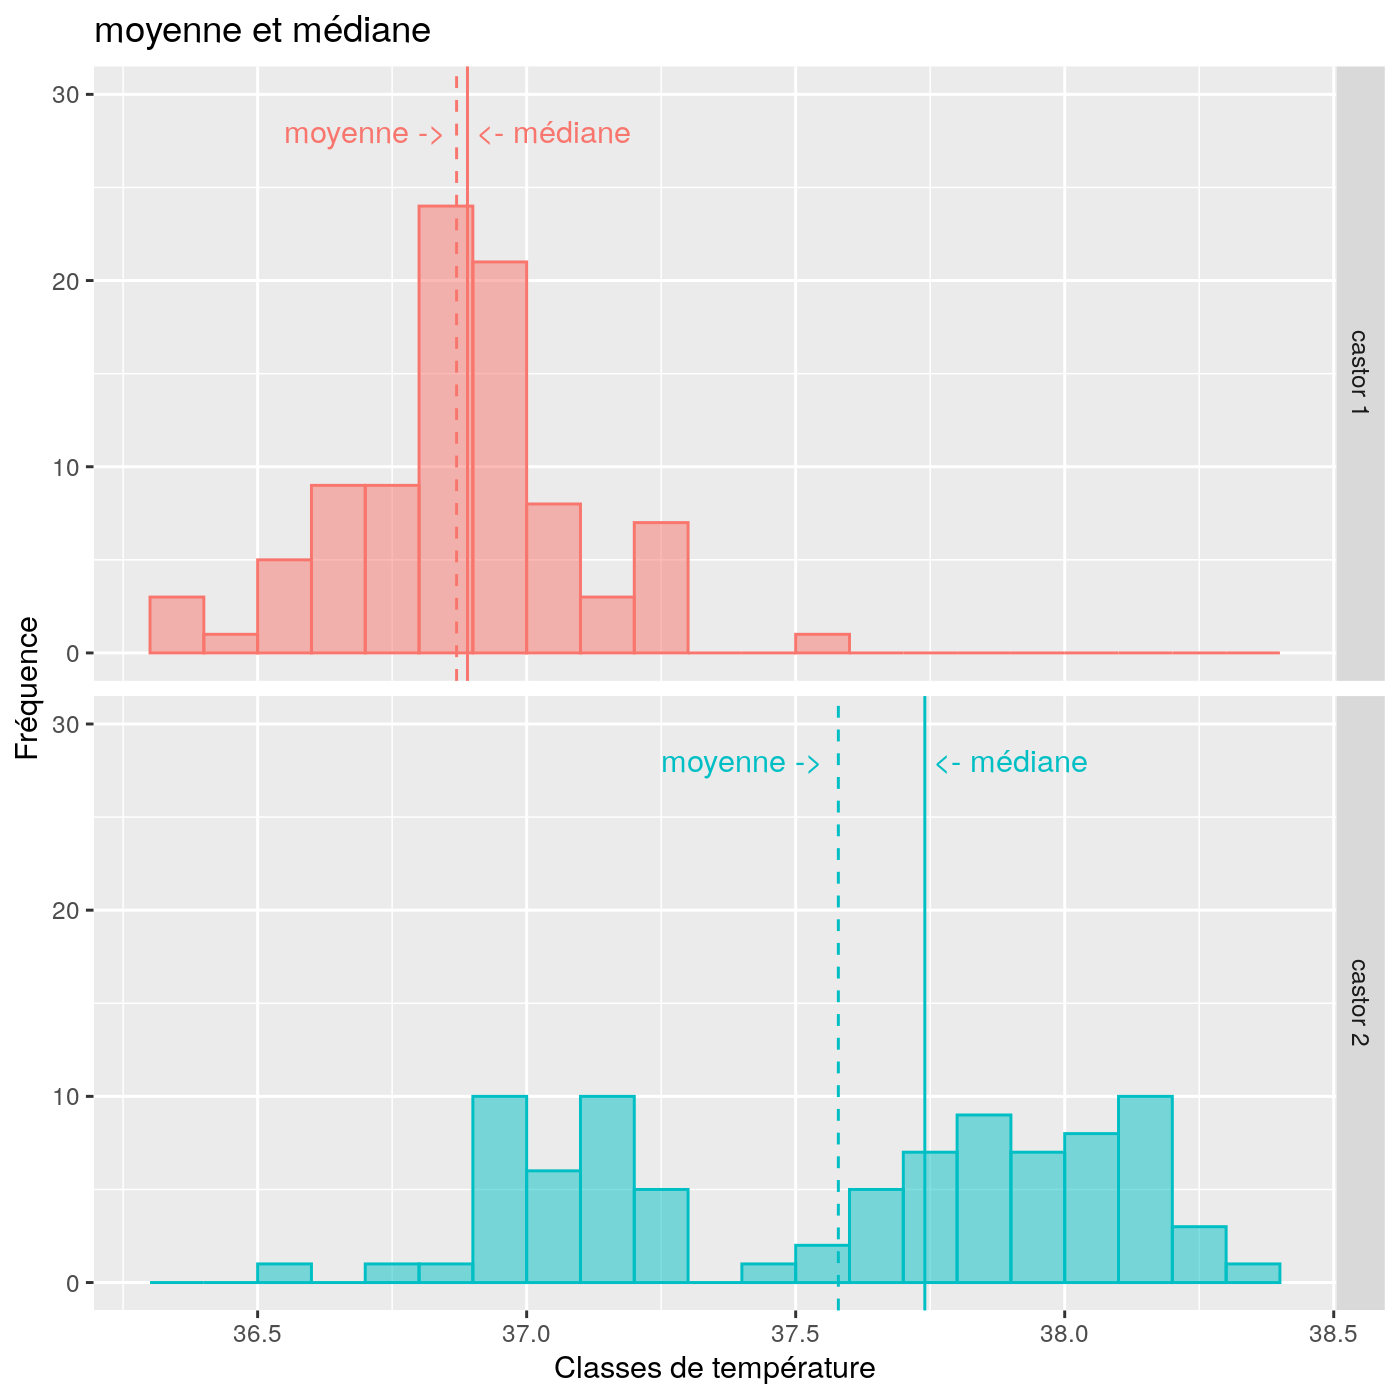 moyenne et médiane
30
20
10
0
moyenne -> <- médiane
castor 1
Fréquence
30
20
10
0
moyenne -> <- médiane
castor 2
36.5 37.0 37.5 38.0 38.5
Classes de température